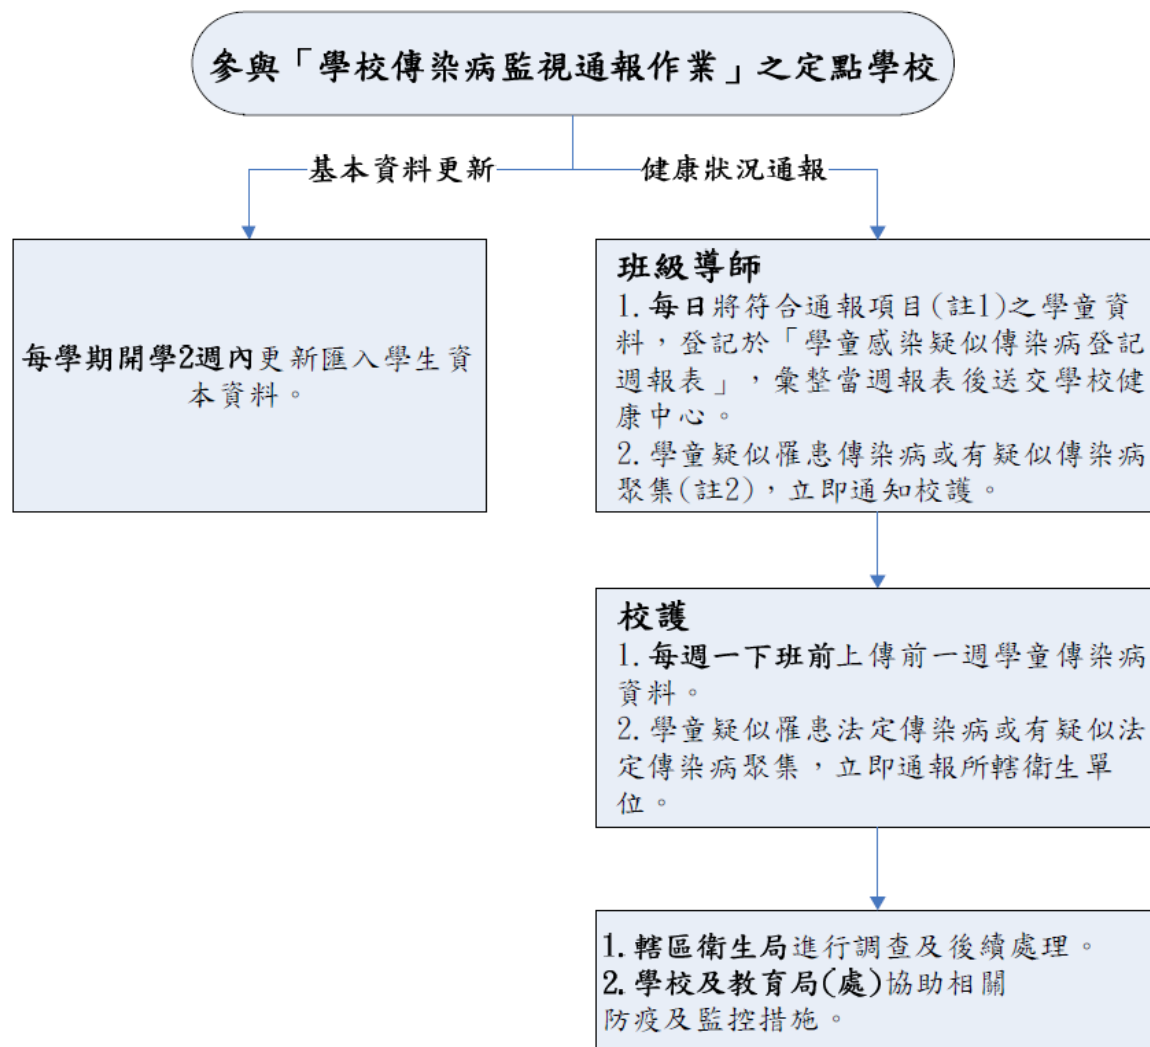 參與「學校傳染病監視通報作業」之定點學校
基本資料更新
健康狀況通報
每學期開學2週內更新匯入學生資
本資料。
班級導師
1.每日將符合通報項目(註1)之學童資
料，登記於「學童感染疑似傳染病登記
週報表」，彙整當週報表後送交學校健
康中心。
2.學童疑似罹患傳染病或有疑似傳染病
聚集(註2)，立即通知校護。
校護
1.每週一下班前上傳前一週學童傳染病
資料。
2.學童疑似罹患法定傳染病或有疑似法
定傳染病聚集，立即通報所轄衛生單
位。
1.轄區衛生局進行調查及後續處理。
2.學校及教育局(處)協助相關
防疫及監控措施。